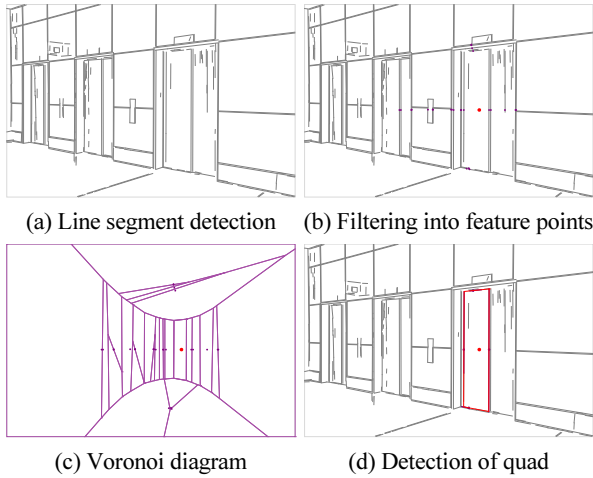 (a) Line segment detection
(b) Filtering into feature points
(c) Voronoi diagram
(d) Detection of quad